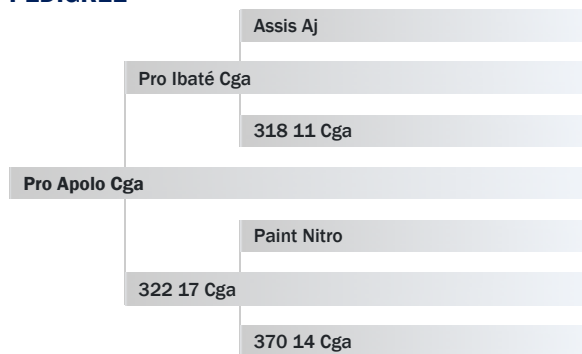 PEDIGREE
Assis Aj
Pro Ibaté Cga
318 11 Cga
Pro Apolo Cga
Paint Nitro
322 17 Cga
370 14 Cga